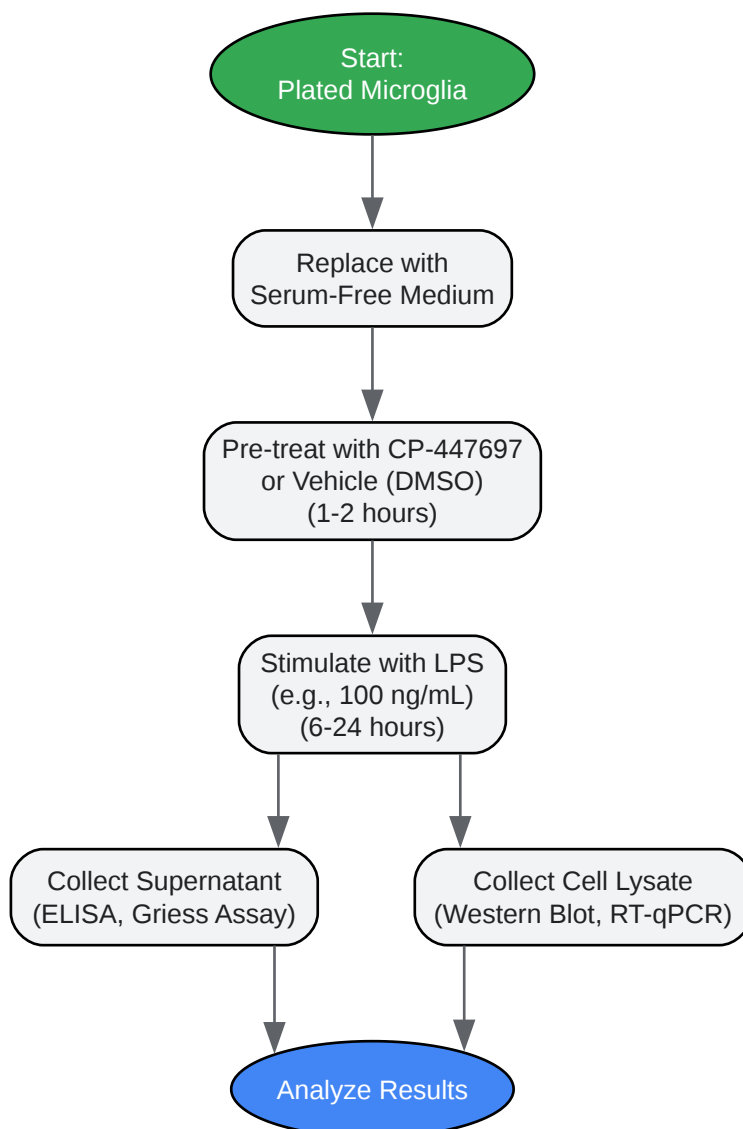 Start:
Plated Microglia
Replace with
Serum-Free Medium
Pre-treat with CP-447697
or Vehicle (DMSO)
(1-2 hours)
Stimulate with LPS
(e.g., 100 ng/mL)
(6-24 hours)
Collect Supernatant
(ELISA, Griess Assay)
Collect Cell Lysate
(Western Blot, RT-qPCR)
Analyze Results